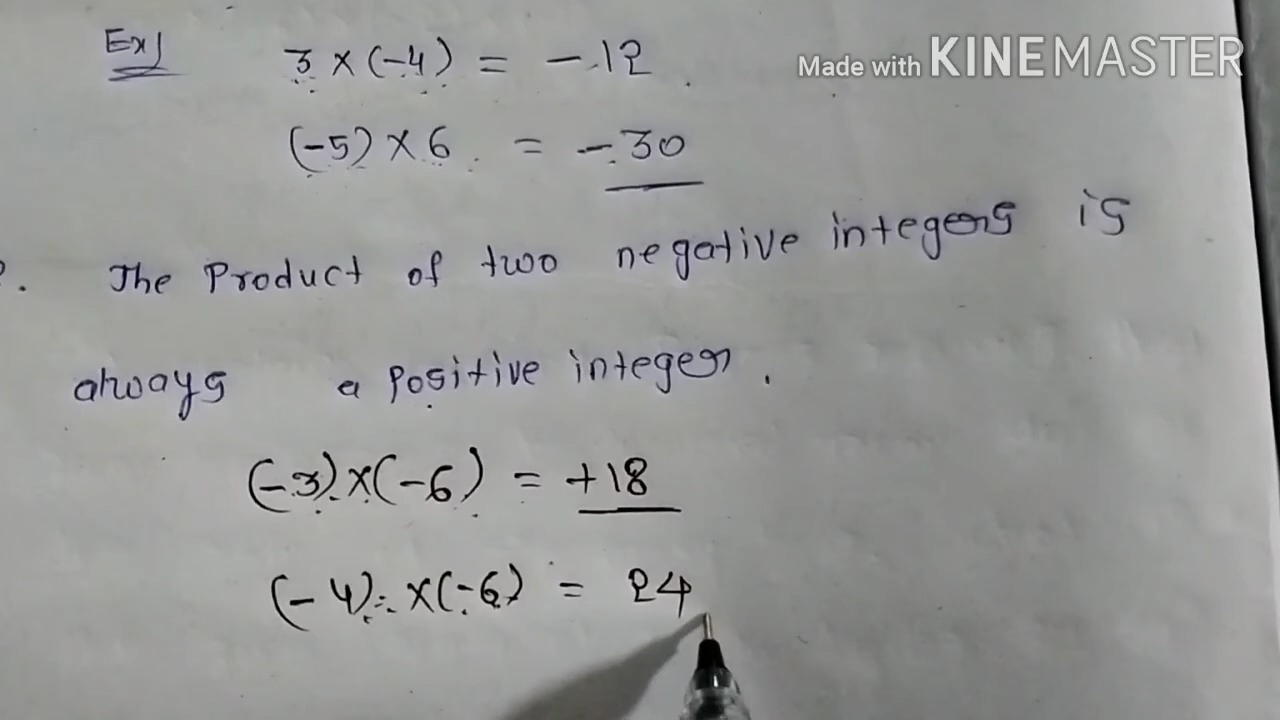 Ex)
3 × (-4) = -12
Made with KINEMASTER
(-5) × 6 = -30
The Product of two negative integers is
always a Positive integer.
(-3) × (-6) = +18
(-4) × (-6) = 24